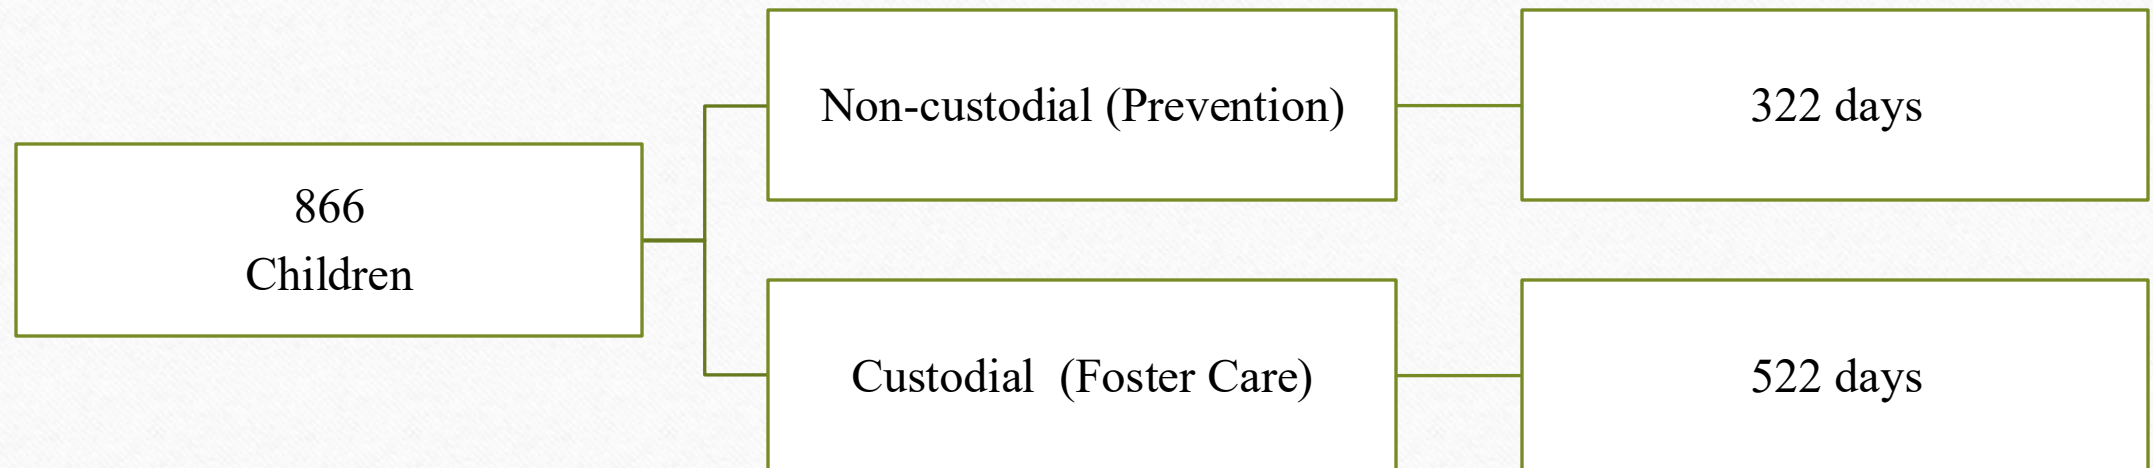 866
Children
Non-custodial (Prevention)
322 days
Custodial  (Foster Care)
522 days